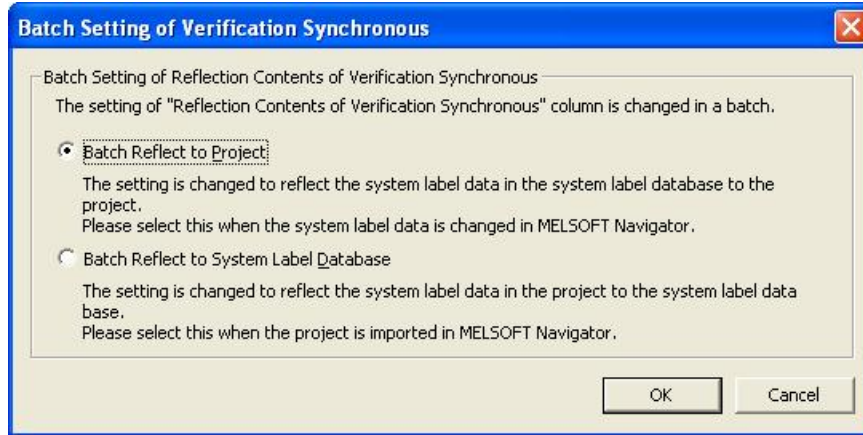 Batch Setting of Verification Synchronous
Batch Setting of Reflection Contents of Verification Synchronous
The setting of "Reflection Contents of Verification Synchronous" column is changed in a batch.
Batch Reflect to Project
The setting is changed to reflect the system label data in the system label database to the
project.
Please select this when the system label data is changed in MELSOFT Navigator.
Batch Reflect to System Label Database
The setting is changed to reflect the system label data in the project to the system label data
base.
Please select this when the project is imported in MELSOFT Navigator.
OK
Cancel